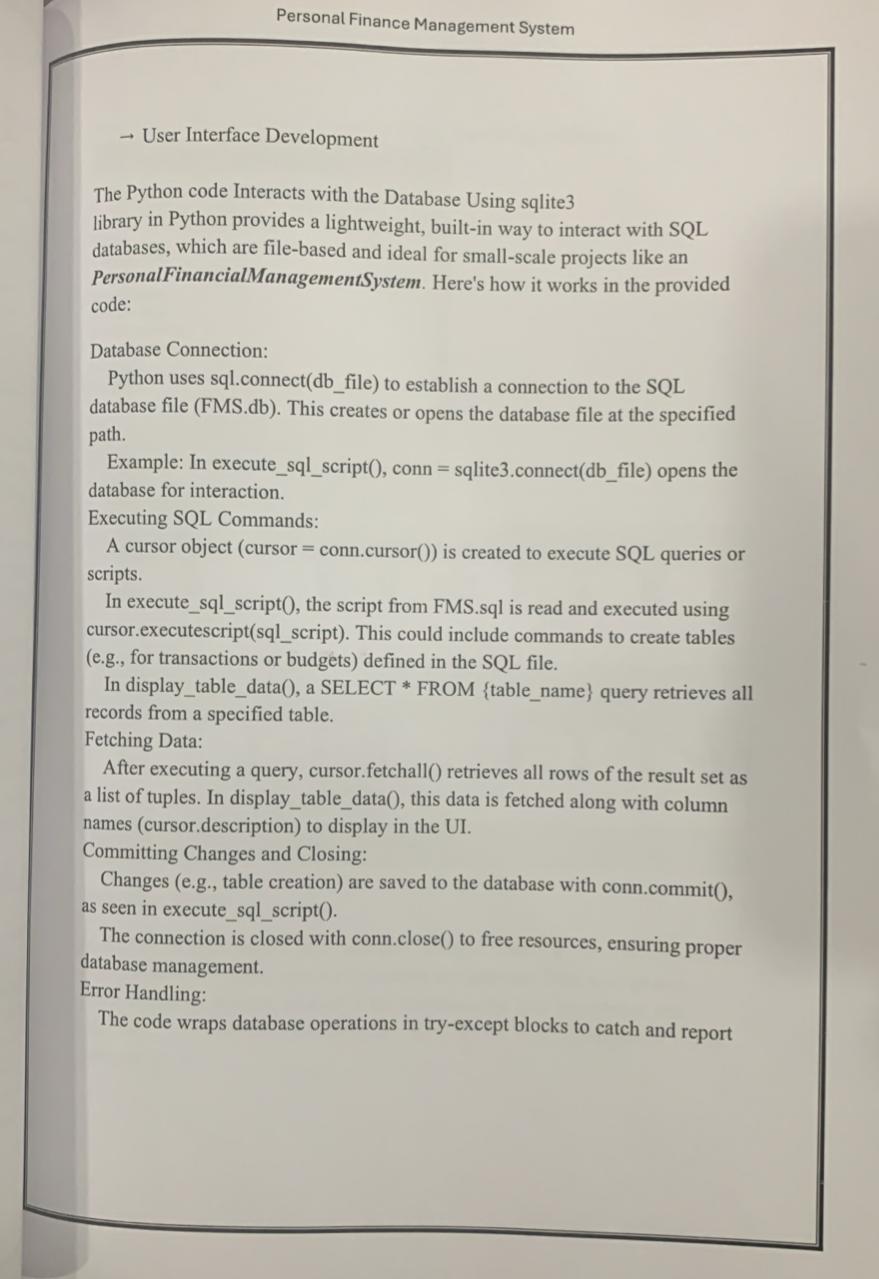 Personal Finance Management System
→ User Interface Development
The Python code Interacts with the Database Using sqlite3
library in Python provides a lightweight, built-in way to interact with SQL
databases, which are file-based and ideal for small-scale projects like an
PersonalFinancialManagementSystem. Here's how it works in the provided
code:
Database Connection:
Python uses sql.connect(db_file) to establish a connection to the SQL
database file (FMS.db). This creates or opens the database file at the specified
path.
Example: In execute_sql_script(), conn = sqlite3.connect(db_file) opens the
database for interaction.
Executing SQL Commands:
A cursor object (cursor = conn.cursor()) is created to execute SQL queries or
scripts.
In execute_sql_script(), the script from FMS.sql is read and executed using
cursor.executescript(sql_script). This could include commands to create tables
(e.g., for transactions or budgets) defined in the SQL file.
In display_table_data(), a SELECT * FROM {table_name} query retrieves all
records from a specified table.
Fetching Data:
After executing a query, cursor.fetchall() retrieves all rows of the result set as
a list of tuples. In display_table_data(), this data is fetched along with column
names (cursor.description) to display in the UI.
Committing Changes and Closing:
Changes (e.g., table creation) are saved to the database with conn.commit(),
as seen in execute_sql_script().
The connection is closed with conn.close() to free resources, ensuring proper
database management.
Error Handling:
The code wraps database operations in try-except blocks to catch and report